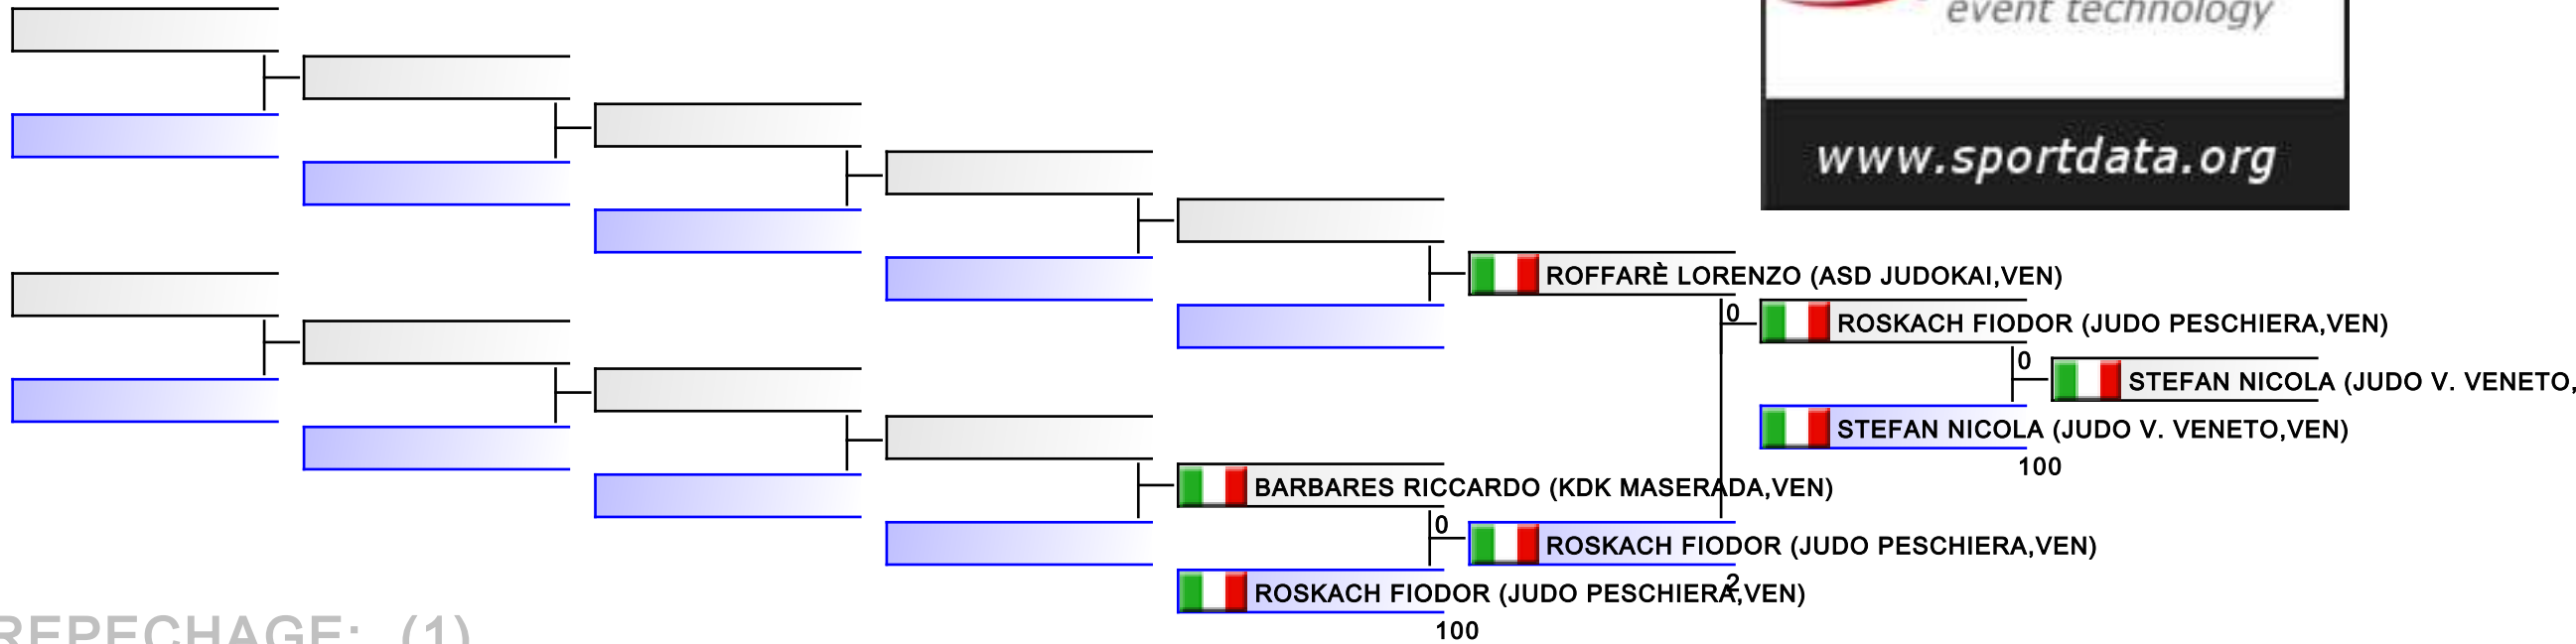 event technology
www.sportdata.org
ROFFARÈ LORENZO (ASD JUDOKAI,VEN)
0
ROSKACH FIODOR (JUDO PESCHIERA,VEN)
0
STEFAN NICOLA (JUDO V. VENETO,
STEFAN NICOLA (JUDO V. VENETO,VEN)
100
BARBARES RICCARDO (KDK MASERADA,VEN)
0
ROSKACH FIODOR (JUDO PESCHIERA,VEN)
2
ROSKACH FIODOR (JUDO PESCHIERA,VEN)
100
REPECHAGE: (1)